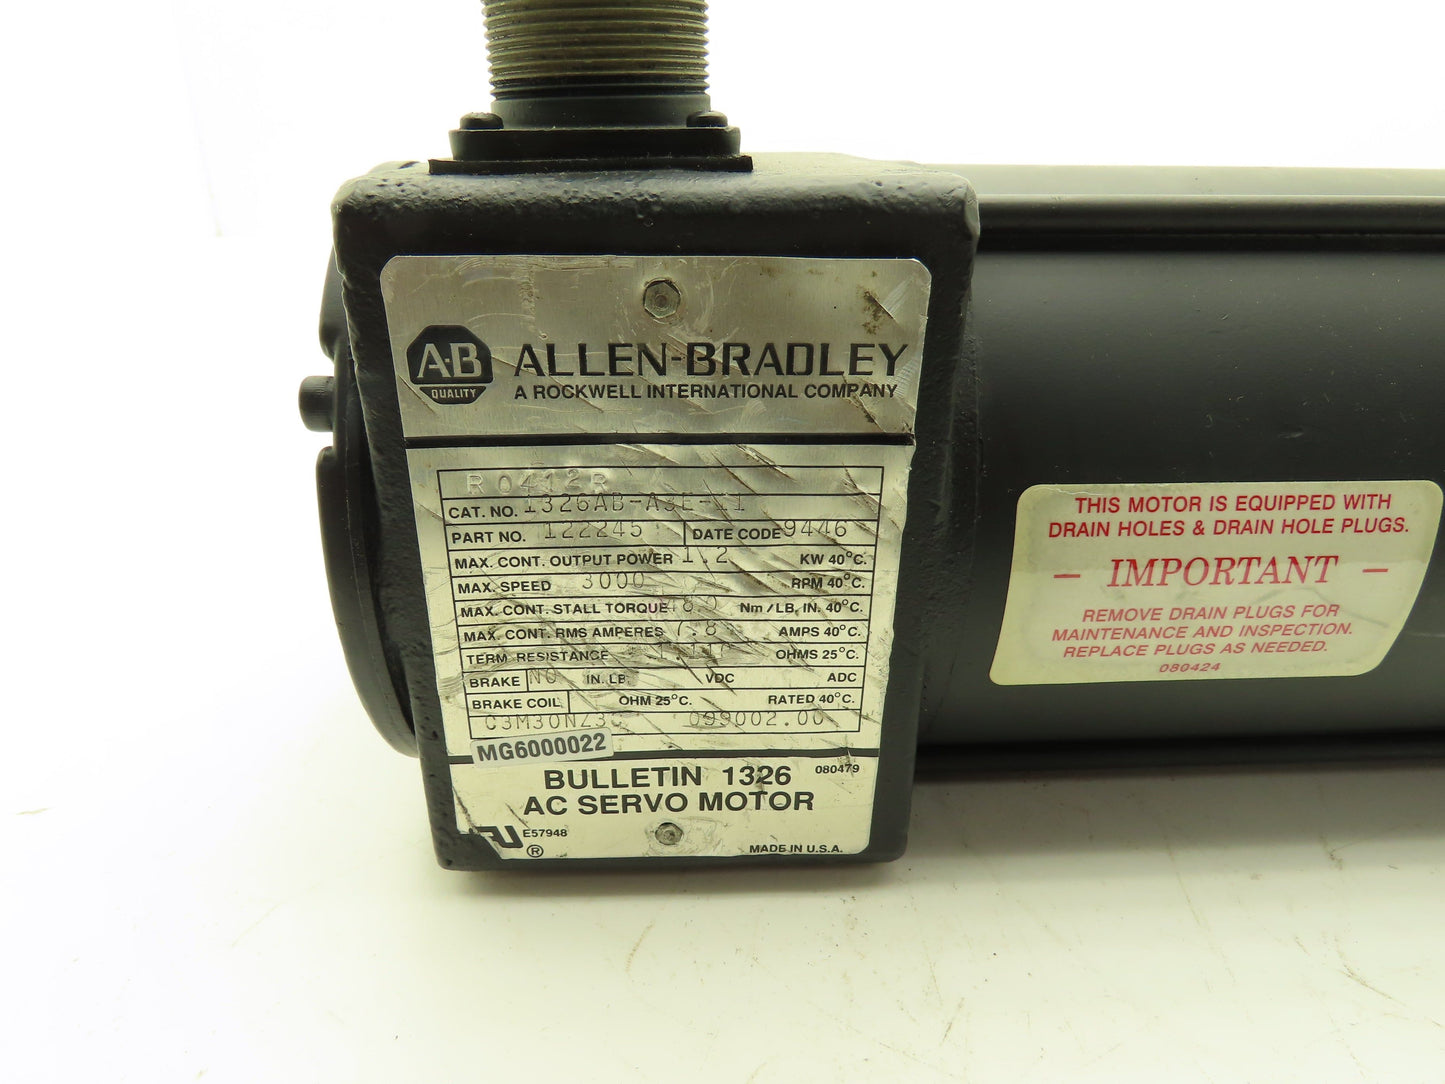 A·B
QUALITY
ALLEN-BRADLEY
A ROCKWELL INTERNATIONAL COMPANY
R0412R
CAT. NO. 1326AB-A3E-11
PART NO. 122245 DATE CODE 9446
MAX. CONT. OUTPUT POWER 1.2 KW 40°C.
MAX. SPEED 3000 RPM 40°C.
MAX. CONT. STALL TORQUE Nm/LB. IN. 40°C.
MAX. CONT. RMS AMPERES 7.8 AMPS 40°C.
TERM RESISTANCE OHMS 25°C.
BRAKE NO IN. LB. VDC ADC
BRAKE COIL OHM 25°C. RATED 40°C.
099002.00
MG6000022
BULLETIN 1326 080479
AC SERVO MOTOR
E57948
®
MADE IN U.S.A.
THIS MOTOR IS EQUIPPED WITH
DRAIN HOLES & DRAIN HOLE PLUGS.
— IMPORTANT —
REMOVE DRAIN PLUGS FOR
MAINTENANCE AND INSPECTION.
REPLACE PLUGS AS NEEDED.
080424